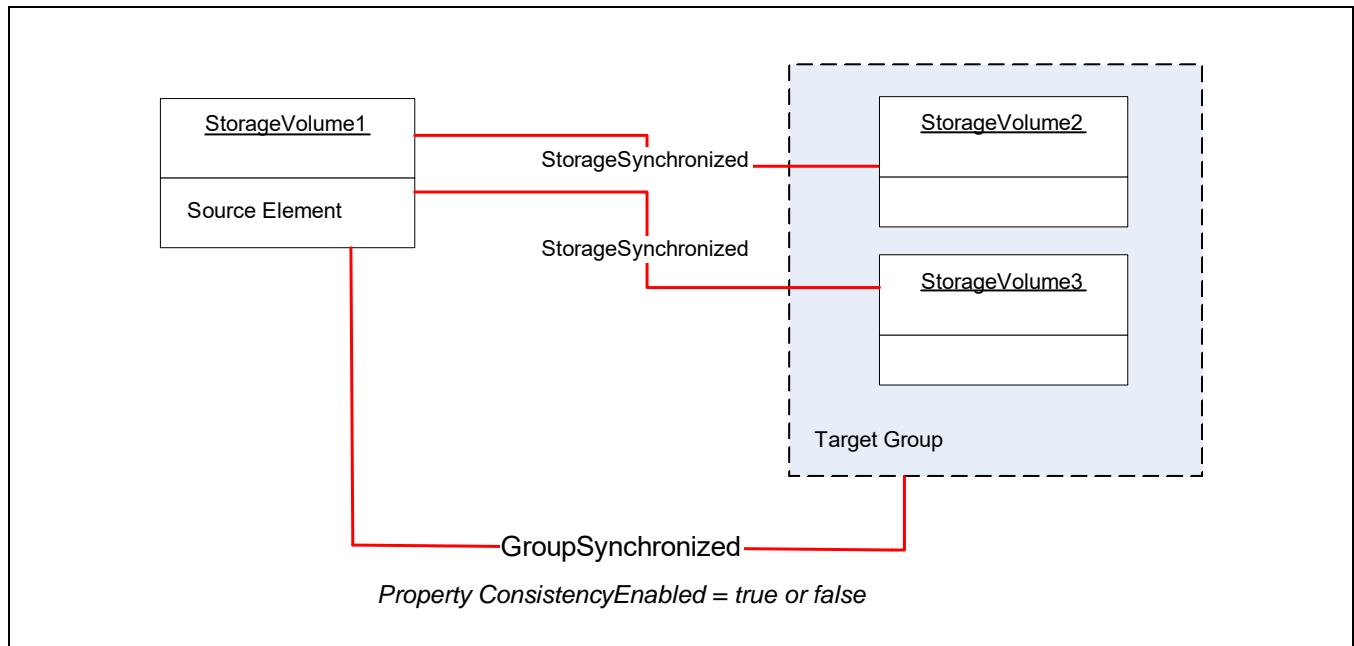 StorageVolume1
Source Element
StorageSynchronized
StorageSynchronized
StorageVolume2
StorageVolume3
Target Group
GroupSynchronized
Property ConsistencyEnabled = true or false